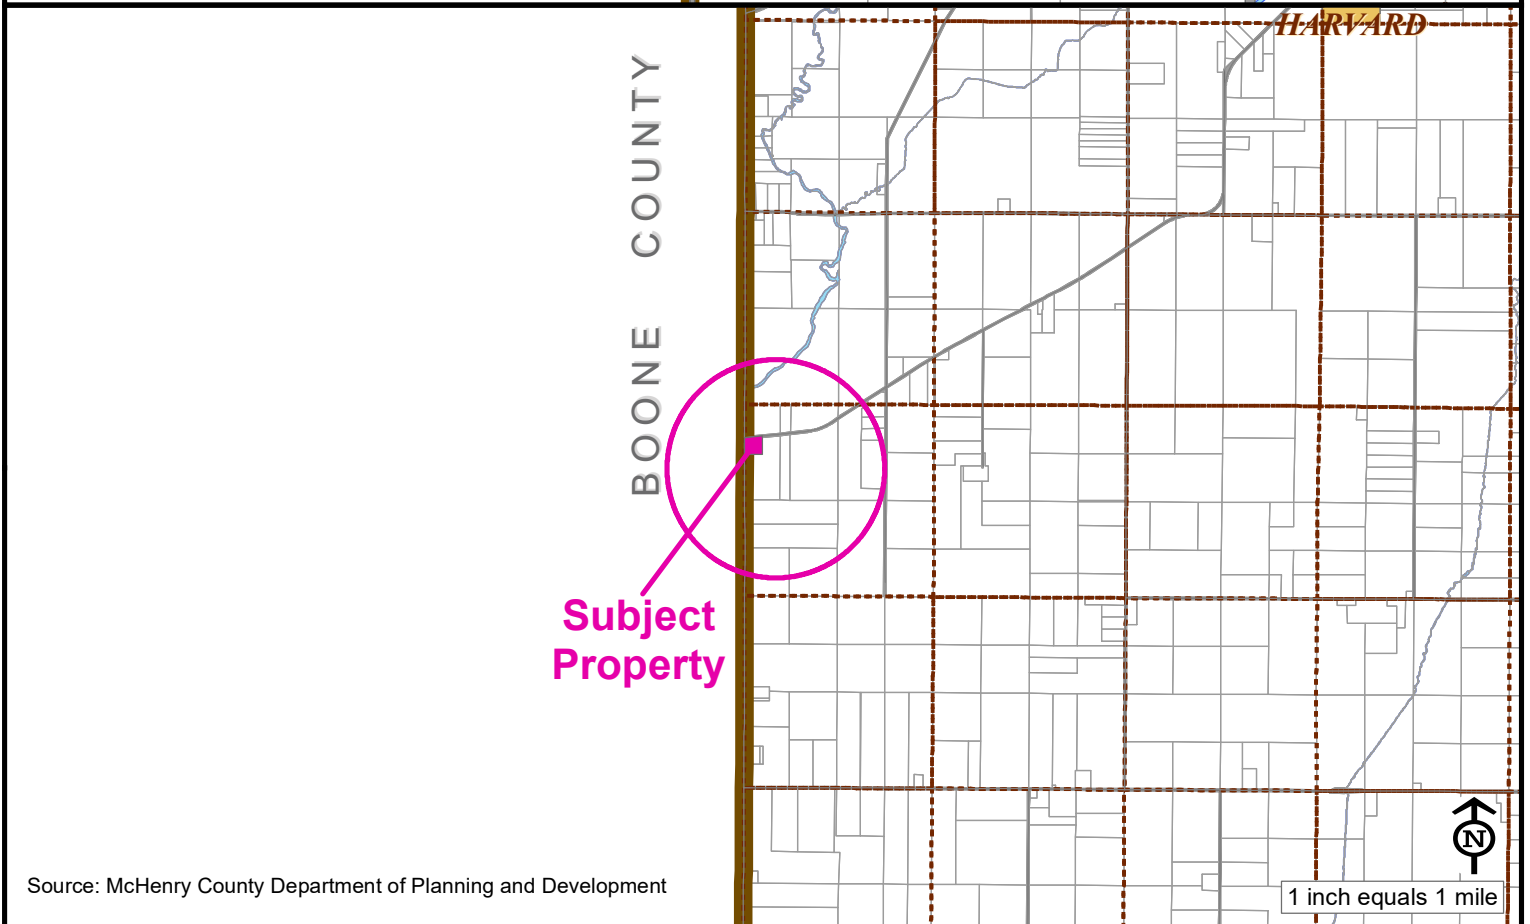 HARVARD
BOONE COUNTY
Subject
Property
N
Source: McHenry County Department of Planning and Development
1 inch equals 1 mile